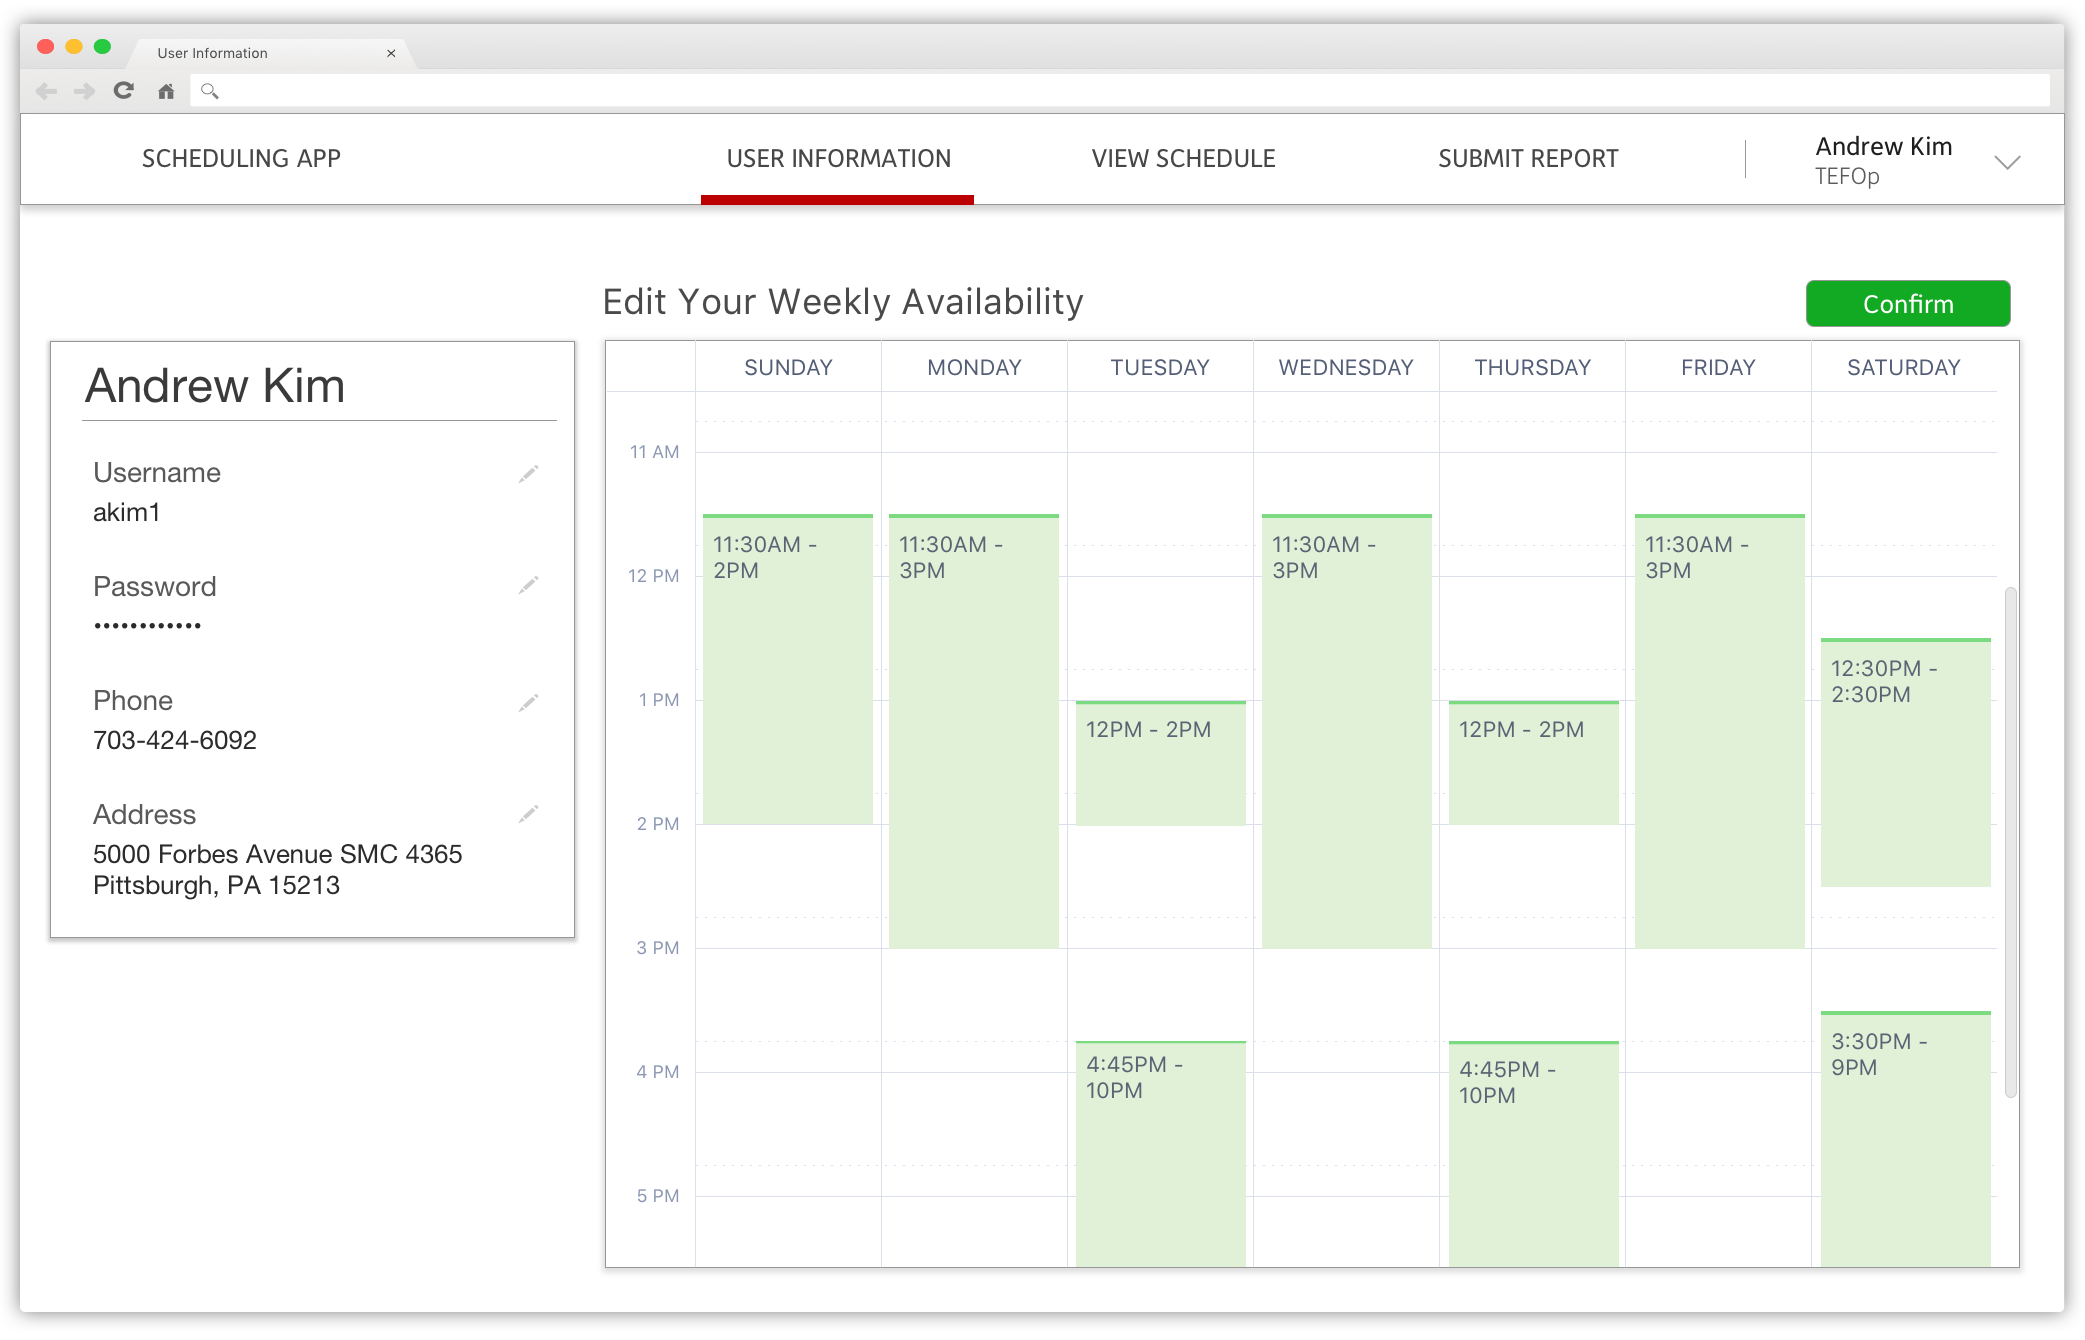 User Information
SCHEDULING APP
USER INFORMATION
VIEW SCHEDULE
SUBMIT REPORT
Andrew Kim
TEFOp
Edit Your Weekly Availability
Confirm
Andrew Kim
Username
akim1
Password
••••••••••••
Phone
703-424-6092
Address
5000 Forbes Avenue SMC 4365
Pittsburgh, PA 15213
SUNDAY
MONDAY
TUESDAY
WEDNESDAY
THURSDAY
FRIDAY
SATURDAY
11 AM
12 PM
1 PM
2 PM
3 PM
4 PM
5 PM
11:30AM -
2PM
11:30AM -
3PM
12PM - 2PM
4:45PM -
10PM
11:30AM -
3PM
12PM - 2PM
4:45PM -
10PM
11:30AM -
3PM
12:30PM -
2:30PM
3:30PM -
9PM